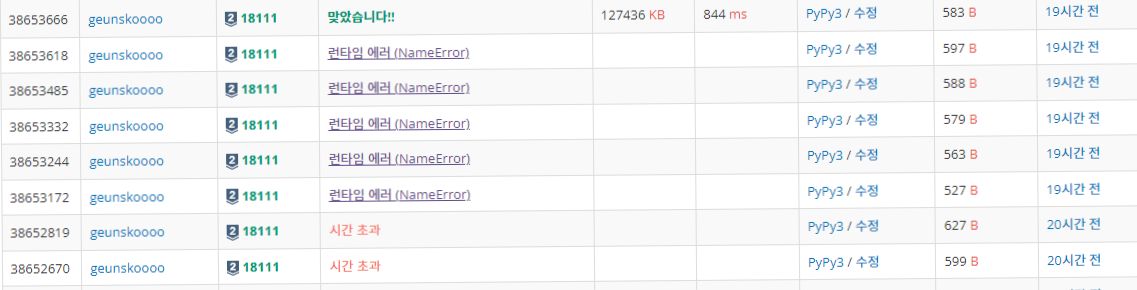 38653666 geunskoooo 2 18111 맞았습니다!! 127436 KB 844 ms PyPy3 / 수정 583 B 19시간 전
38653618 geunskoooo 2 18111 런타임 에러 (NameError) PyPy3 / 수정 597 B 19시간 전
38653485 geunskoooo 2 18111 런타임 에러 (NameError) PyPy3 / 수정 588 B 19시간 전
38653332 geunskoooo 2 18111 런타임 에러 (NameError) PyPy3 / 수정 579 B 19시간 전
38653244 geunskoooo 2 18111 런타임 에러 (NameError) PyPy3 / 수정 563 B 19시간 전
38653172 geunskoooo 2 18111 런타임 에러 (NameError) PyPy3 / 수정 527 B 19시간 전
38652819 geunskoooo 2 18111 시간 초과 PyPy3 / 수정 627 B 20시간 전
38652670 geunskoooo 2 18111 시간 초과 PyPy3 / 수정 599 B 20시간 전